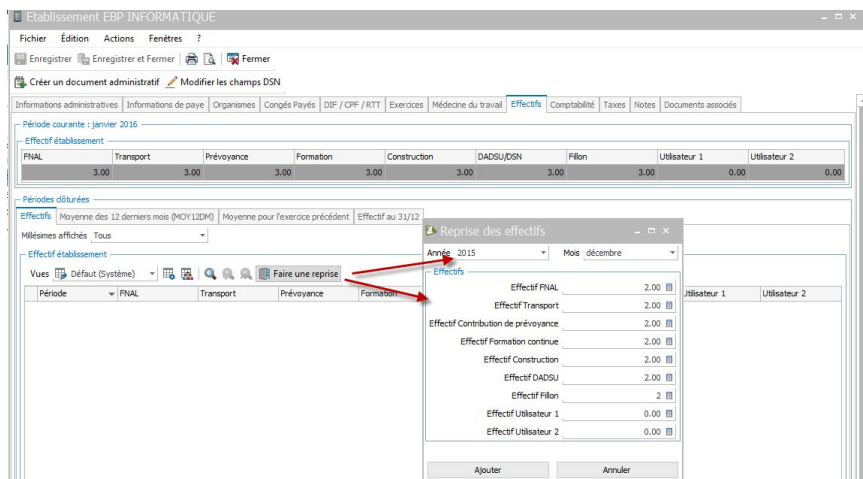 Etablissement EBP INFORMATIQUE
Fichier Édition Actions Fenêtres ?
Enregistrer Enregistrer et Fermer Fermer
Créer un document administratif Modifier les champs DSN
Informations administratives Informations de paye Organismes Congés Payés DIF / CPF / RTT Exercices Médecine du travail Effectifs Comptabilité Taxes Notes Documents associés
Période courante : janvier 2016
Effectif établissement
FNAL Transport Prévoyance Formation Construction DADSU/DSN Fillon Utilisateur 1 Utilisateur 2
3.00 3.00 3.00 3.00 3.00 3.00 3.00 0.00 0.00
Périodes clôturées
Effectifs Moyenne des 12 derniers mois (MOY12DM) Moyenne pour l'exercice précédent Effectif au 31/12
Millésimes affichés Tous
Effectif établissement
Vues Défaut (Système) Faire une reprise
Période FNAL Transport Prévoyance Formation Utilisateur 1 Utilisateur 2
Reprise des effectifs
Année 2015 Mois décembre
Effectifs
Effectif FNAL 2.00
Effectif Transport 2.00
Effectif Contribution de prévoyance 2.00
Effectif Formation continue 2.00
Effectif Construction 2.00
Effectif DADSU 2.00
Effectif Fillon 2
Effectif Utilisateur 1 0.00
Effectif Utilisateur 2 0.00
Ajouter Annuler